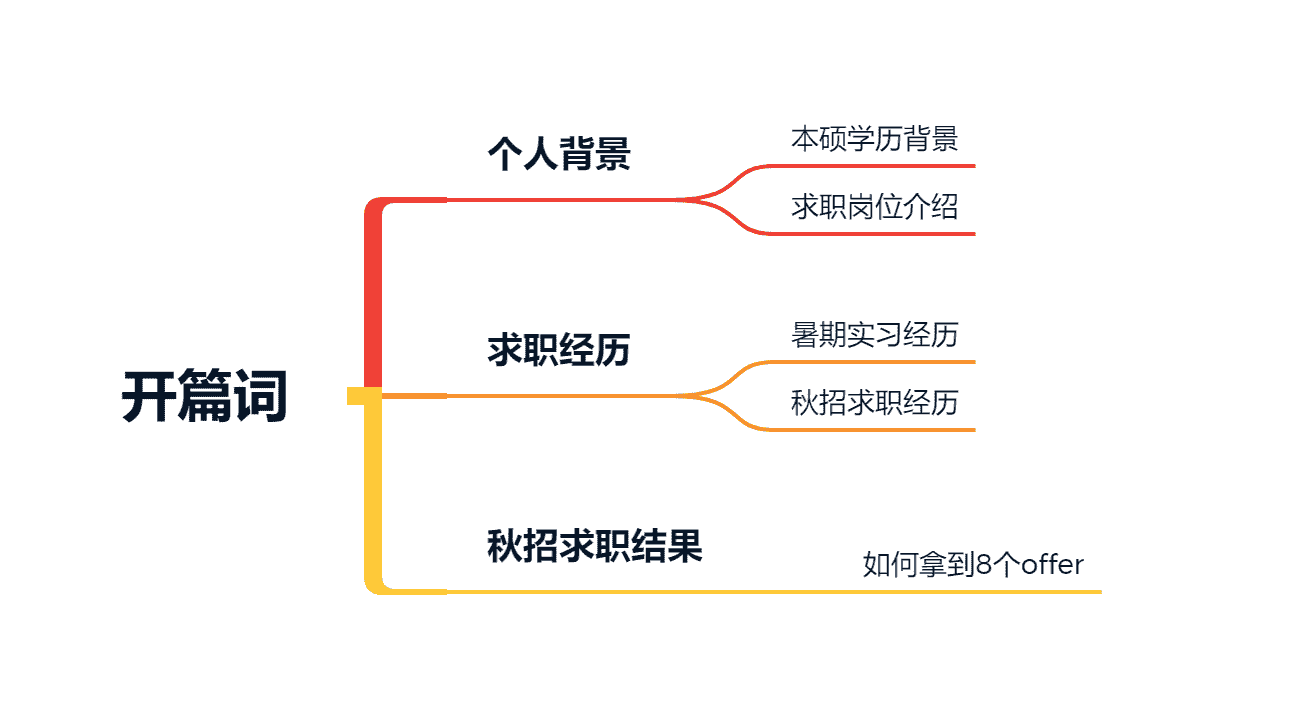 开篇词
个人背景
本硕学历背景
求职岗位介绍
求职经历
暑期实习经历
秋招求职经历
秋招求职结果
如何拿到8个offer